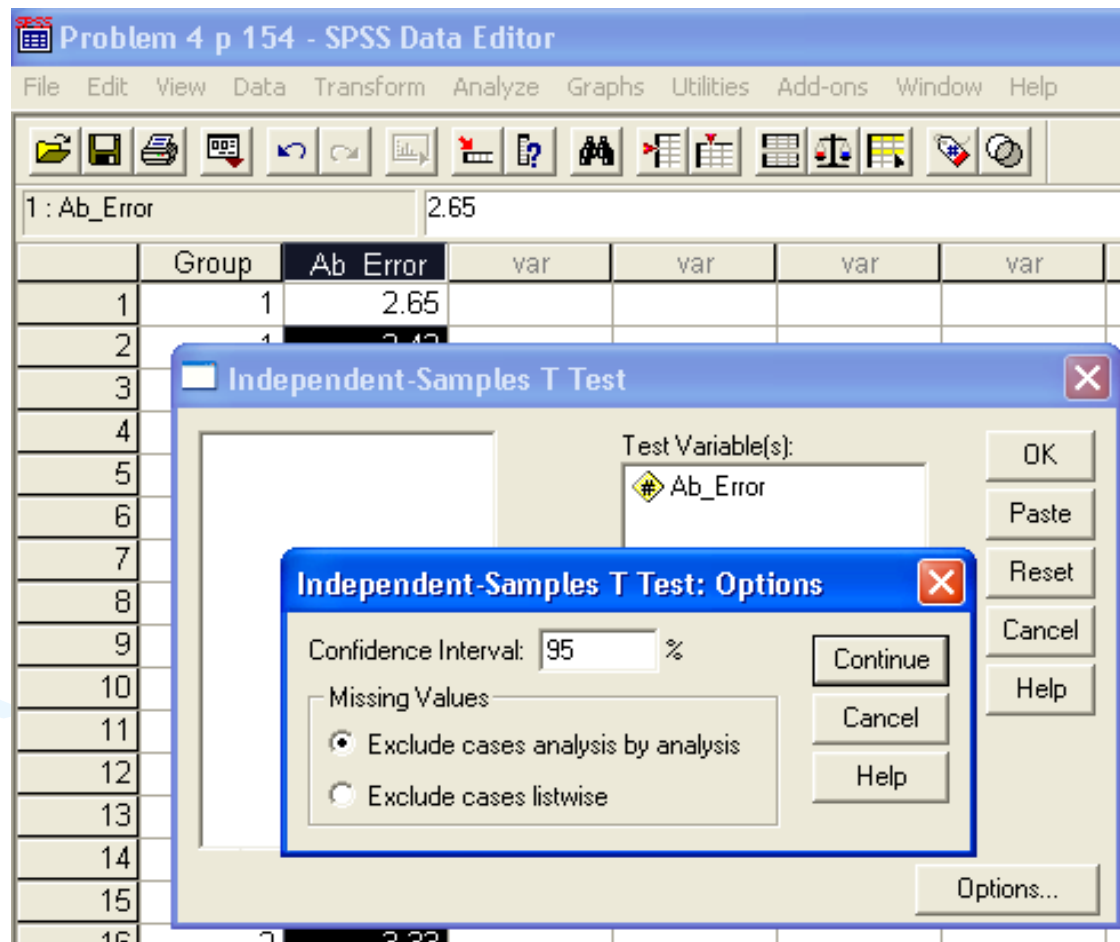 SPSS
Problem 4 p 154 - SPSS Data Editor
File Edit View Data Transform Analyze Graphs Utilities Add-ons Window Help
1 : Ab_Error 2.65
Group Ab_Error var var var var
1 1 2.65
2
3
4
5
6
7
8
9
10
11
12
13
14
15
16 3.33
Independent-Samples T Test
Test Variable(s):
Ab_Error
OK
Paste
Reset
Cancel
Help
Options...
Independent-Samples T Test: Options
Confidence Interval: 95 %
Missing Values
Exclude cases analysis by analysis
Exclude cases listwise
Continue
Cancel
Help